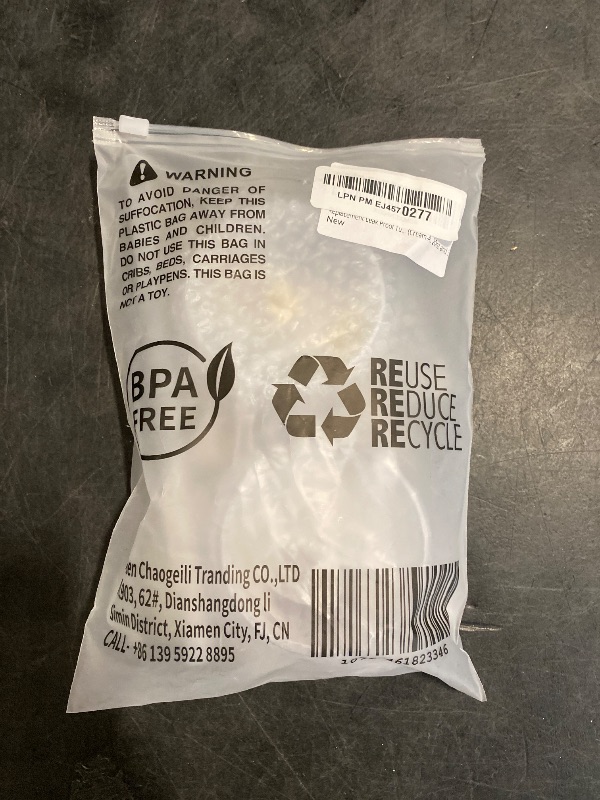 WARNING
TO AVOID DANGER OF
SUFFOCATION, KEEP THIS
PLASTIC BAG AWAY FROM
BABIES AND CHILDREN.
DO NOT USE THIS BAG IN
CRIBS, BEDS, CARRIAGES
OR PLAYPENS. THIS BAG IS
NOT A TOY.
LPN PM EJ4570277
New
BPA
FREE
REUSE
REDUCE
RECYCLE
Chaogeili Tranding CO.,LTD
62#, Dianshangdong li
District, Xiamen City, FJ, CN
CALL- +86 139 5922 8895